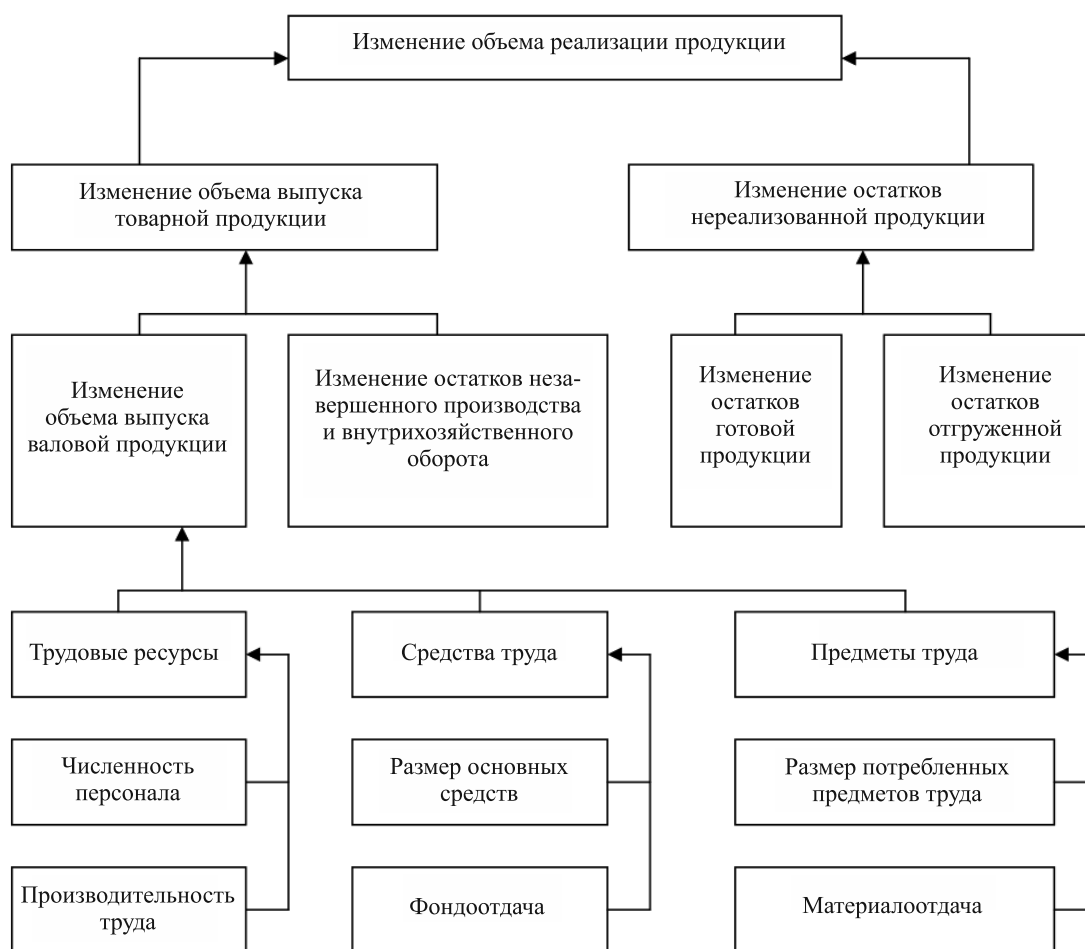 Изменение объема реализации продукции
Изменение объема выпуска
товарной продукции
Изменение остатков
нереализованной продукции
Изменение
объема выпуска
валовой продукции
Изменение остатков неза-
вершенного производства
и внутрихозяйственного
оборота
Изменение
остатков
готовой
продукции
Изменение
остатков
отгруженной
продукции
Трудовые ресурсы
Средства труда
Предметы труда
Численность
персонала
Размер основных
средств
Размер потребленных
предметов труда
Производительность
труда
Фондоотдача
Материалоотдача